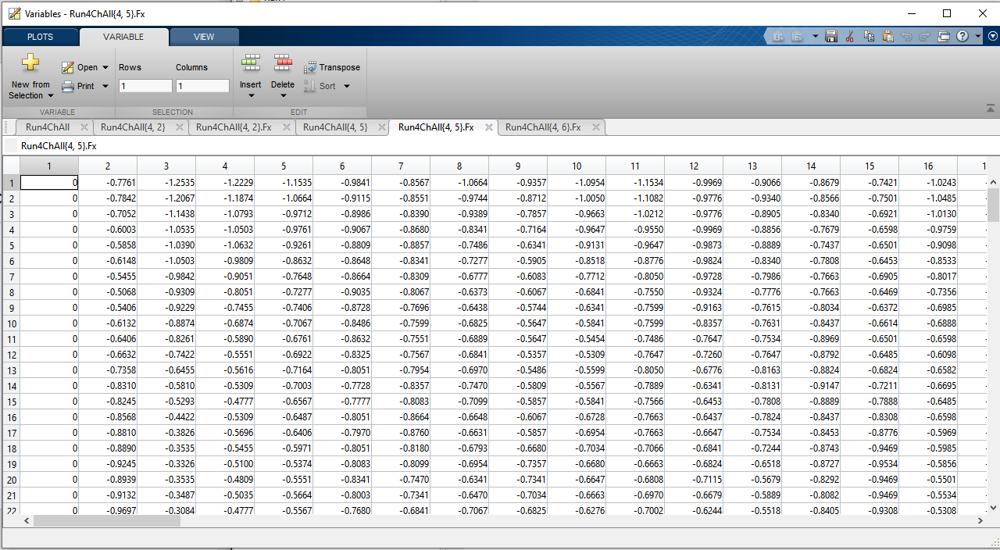 Variables - Run4ChAll{4, 5}.Fx
PLOTS VARIABLE VIEW
New from Selection Open Print Rows Columns 1 1 Insert Delete Transpose Sort
VARIABLE SELECTION EDIT
Run4ChAll Run4ChAll{4, 2} Run4ChAll{4, 2}.Fx Run4ChAll{4, 5} Run4ChAll{4, 5}.Fx Run4ChAll{4, 6}.Fx
Run4ChAll{4, 5}.Fx
1 2 3 4 5 6 7 8 9 10 11 12 13 14 15 16
1 0 -0.7761 -1.2535 -1.2229 -1.1535 -0.9841 -0.8567 -1.0664 -0.9357 -1.0954 -1.1534 -0.9969 -0.9066 -0.8679 -0.7421 -1.0243
2 0 -0.7842 -1.2067 -1.1874 -1.0664 -0.9115 -0.8551 -0.9744 -0.8712 -1.0050 -1.1082 -0.9776 -0.9340 -0.8566 -0.7501 -1.0485
3 0 -0.7052 -1.1438 -1.0793 -0.9712 -0.8986 -0.8390 -0.9389 -0.7857 -0.9663 -1.0212 -0.9776 -0.8905 -0.8340 -0.6921 -1.0130
4 0 -0.6003 -1.0535 -1.0503 -0.9761 -0.9067 -0.8680 -0.8341 -0.7164 -0.9647 -0.9550 -0.9969 -0.8856 -0.7679 -0.6598 -0.9759
5 0 -0.5858 -1.0390 -1.0632 -0.9261 -0.8809 -0.8857 -0.7486 -0.6341 -0.9131 -0.9647 -0.9873 -0.8889 -0.7437 -0.6501 -0.9098
6 0 -0.6148 -1.0503 -0.9809 -0.8632 -0.8648 -0.8341 -0.7277 -0.5905 -0.8518 -0.8776 -0.9824 -0.8340 -0.7808 -0.6453 -0.8533
7 0 -0.5455 -0.9842 -0.9051 -0.7648 -0.8664 -0.8309 -0.6777 -0.6083 -0.7712 -0.8050 -0.9728 -0.7986 -0.7663 -0.6905 -0.8017
8 0 -0.5068 -0.9309 -0.8051 -0.7277 -0.9035 -0.8067 -0.6373 -0.6067 -0.6841 -0.7550 -0.9324 -0.7776 -0.7663 -0.6469 -0.7356
9 0 -0.5406 -0.9229 -0.7455 -0.7406 -0.8728 -0.7696 -0.6438 -0.5744 -0.6341 -0.7599 -0.9163 -0.7615 -0.8034 -0.6372 -0.6985
10 0 -0.6132 -0.8874 -0.6874 -0.7067 -0.8486 -0.7599 -0.6825 -0.5647 -0.5841 -0.7599 -0.8357 -0.7631 -0.8437 -0.6614 -0.6888
11 0 -0.6406 -0.8261 -0.5890 -0.6761 -0.8632 -0.7551 -0.6889 -0.5647 -0.5454 -0.7486 -0.7647 -0.7534 -0.8969 -0.6501 -0.6598
12 0 -0.6632 -0.7422 -0.5551 -0.6922 -0.8325 -0.7567 -0.6841 -0.5357 -0.5309 -0.7647 -0.7260 -0.7647 -0.8792 -0.6485 -0.6098
13 0 -0.7358 -0.6455 -0.5616 -0.7164 -0.8051 -0.7954 -0.6970 -0.5486 -0.5599 -0.8050 -0.6776 -0.8163 -0.8824 -0.6824 -0.6582
14 0 -0.8310 -0.5810 -0.5309 -0.7003 -0.7728 -0.8357 -0.7470 -0.5809 -0.5567 -0.7889 -0.6341 -0.8131 -0.9147 -0.7211 -0.6695
15 0 -0.8245 -0.5293 -0.4777 -0.6567 -0.7777 -0.8083 -0.7099 -0.5857 -0.5841 -0.7566 -0.6453 -0.7808 -0.8889 -0.7888 -0.6485
16 0 -0.8568 -0.4422 -0.5309 -0.6487 -0.8051 -0.8664 -0.6648 -0.6067 -0.6728 -0.7663 -0.6437 -0.7824 -0.8437 -0.8308 -0.6598
17 0 -0.8810 -0.3826 -0.5696 -0.6406 -0.7970 -0.8760 -0.6631 -0.5857 -0.6954 -0.7663 -0.6647 -0.7534 -0.8453 -0.8776 -0.5969
18 0 -0.8890 -0.3535 -0.5455 -0.5971 -0.8051 -0.8180 -0.6793 -0.6680 -0.7034 -0.7066 -0.6841 -0.7244 -0.8743 -0.9469 -0.5985
19 0 -0.9245 -0.3326 -0.5100 -0.5374 -0.8083 -0.8099 -0.6954 -0.7357 -0.6680 -0.6663 -0.6824 -0.6518 -0.8727 -0.9534 -0.5856
20 0 -0.8939 -0.3535 -0.4809 -0.5551 -0.8341 -0.7470 -0.6341 -0.7341 -0.6647 -0.6808 -0.7115 -0.5679 -0.8292 -0.9469 -0.5501
21 0 -0.9132 -0.3487 -0.5035 -0.5664 -0.8003 -0.7341 -0.6470 -0.7034 -0.6663 -0.6970 -0.6679 -0.5889 -0.8082 -0.9469 -0.5534
22 0 -0.9697 -0.3084 -0.4777 -0.5567 -0.7680 -0.6841 -0.7067 -0.6825 -0.6276 -0.7002 -0.6244 -0.5518 -0.8405 -0.9308 -0.5308